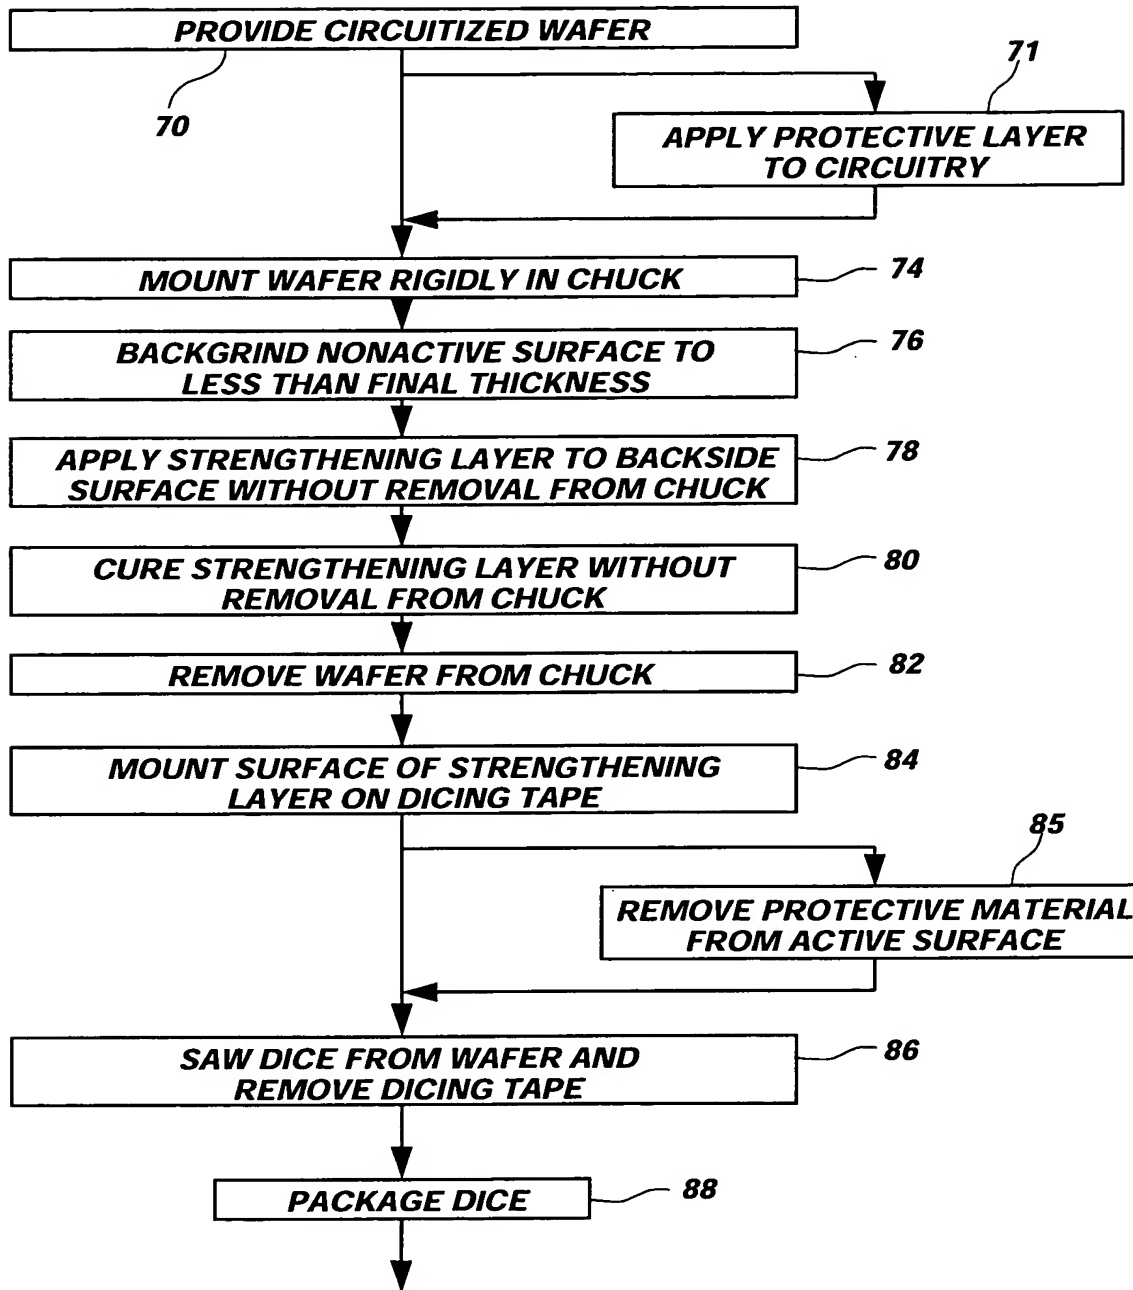 PROVIDE CIRCUITIZED WAFER
70
71
APPLY PROTECTIVE LAYER
TO CIRCUITRY
MOUNT WAFER RIGIDLY IN CHUCK
74
BACKGRIND NONACTIVE SURFACE TO
LESS THAN FINAL THICKNESS
76
APPLY STRENGTHENING LAYER TO BACKSIDE
SURFACE WITHOUT REMOVAL FROM CHUCK
78
CURE STRENGTHENING LAYER WITHOUT
REMOVAL FROM CHUCK
80
REMOVE WAFER FROM CHUCK
82
MOUNT SURFACE OF STRENGTHENING
LAYER ON DICING TAPE
84
85
REMOVE PROTECTIVE MATERIAL
FROM ACTIVE SURFACE
SAW DICE FROM WAFER AND
REMOVE DICING TAPE
86
PACKAGE DICE
88